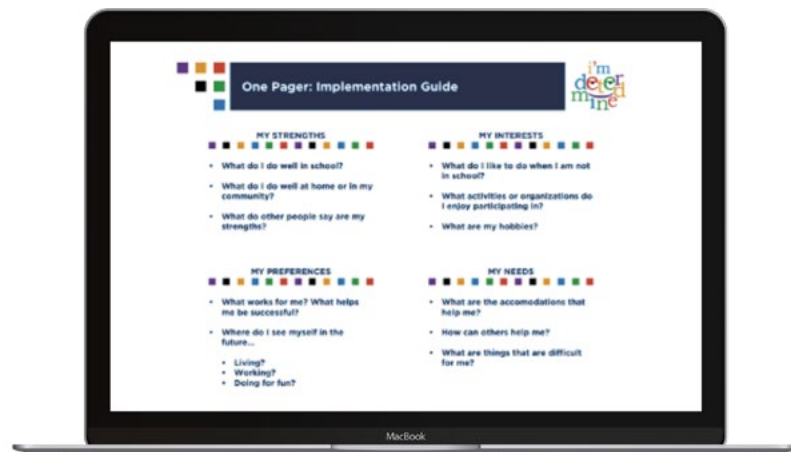 One Pager: Implementation Guide
i'm
deter
mine
d
MY STRENGTHS
What do I do well in school?
What do I do well at home or in my
community?
What do other people say are my
strengths?
MY INTERESTS
What do I like to do when I am not
in school?
What activities or organizations do
I enjoy participating in?
What are my hobbies?
MY PREFERENCES
What works for me? What helps
me be successful?
Where do I see myself in the
future...
Living?
Working?
Doing for fun?
MY NEEDS
What are the accomodations that
help me?
How can others help me?
What are things that are difficult
for me?
MacBook